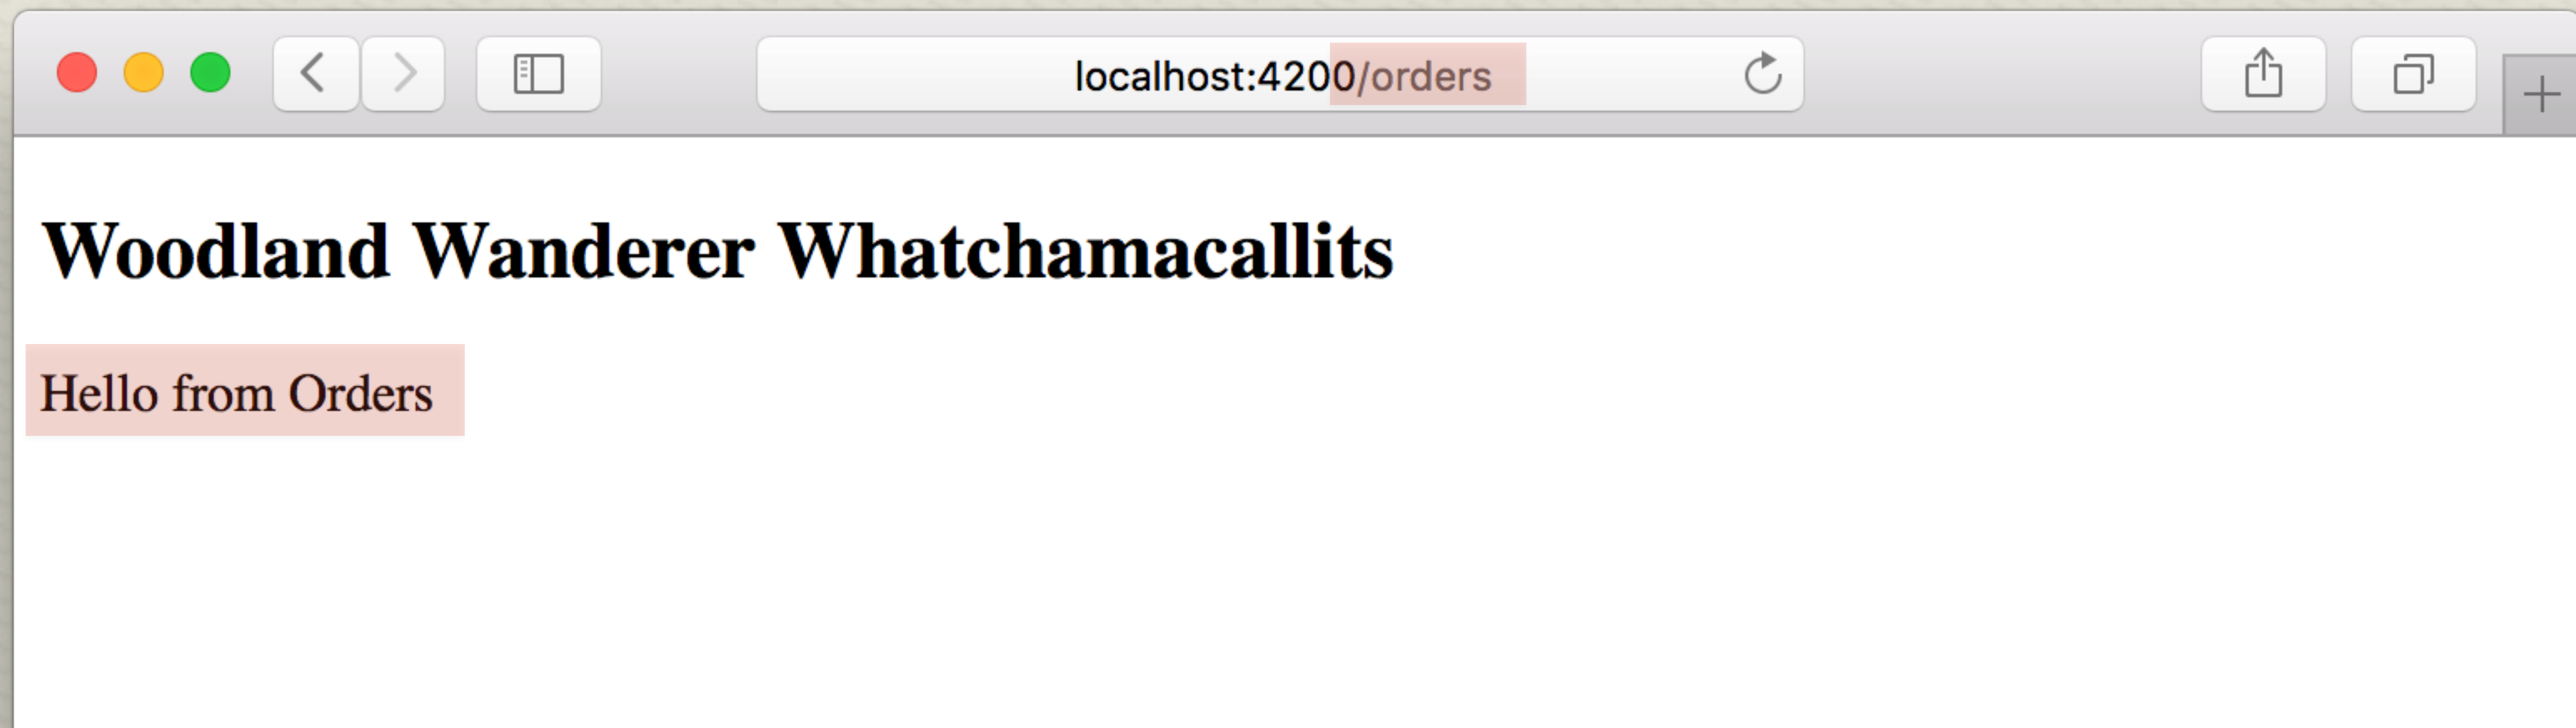 localhost:4200/orders
Woodland Wanderer Whatchamacallits
Hello from Orders